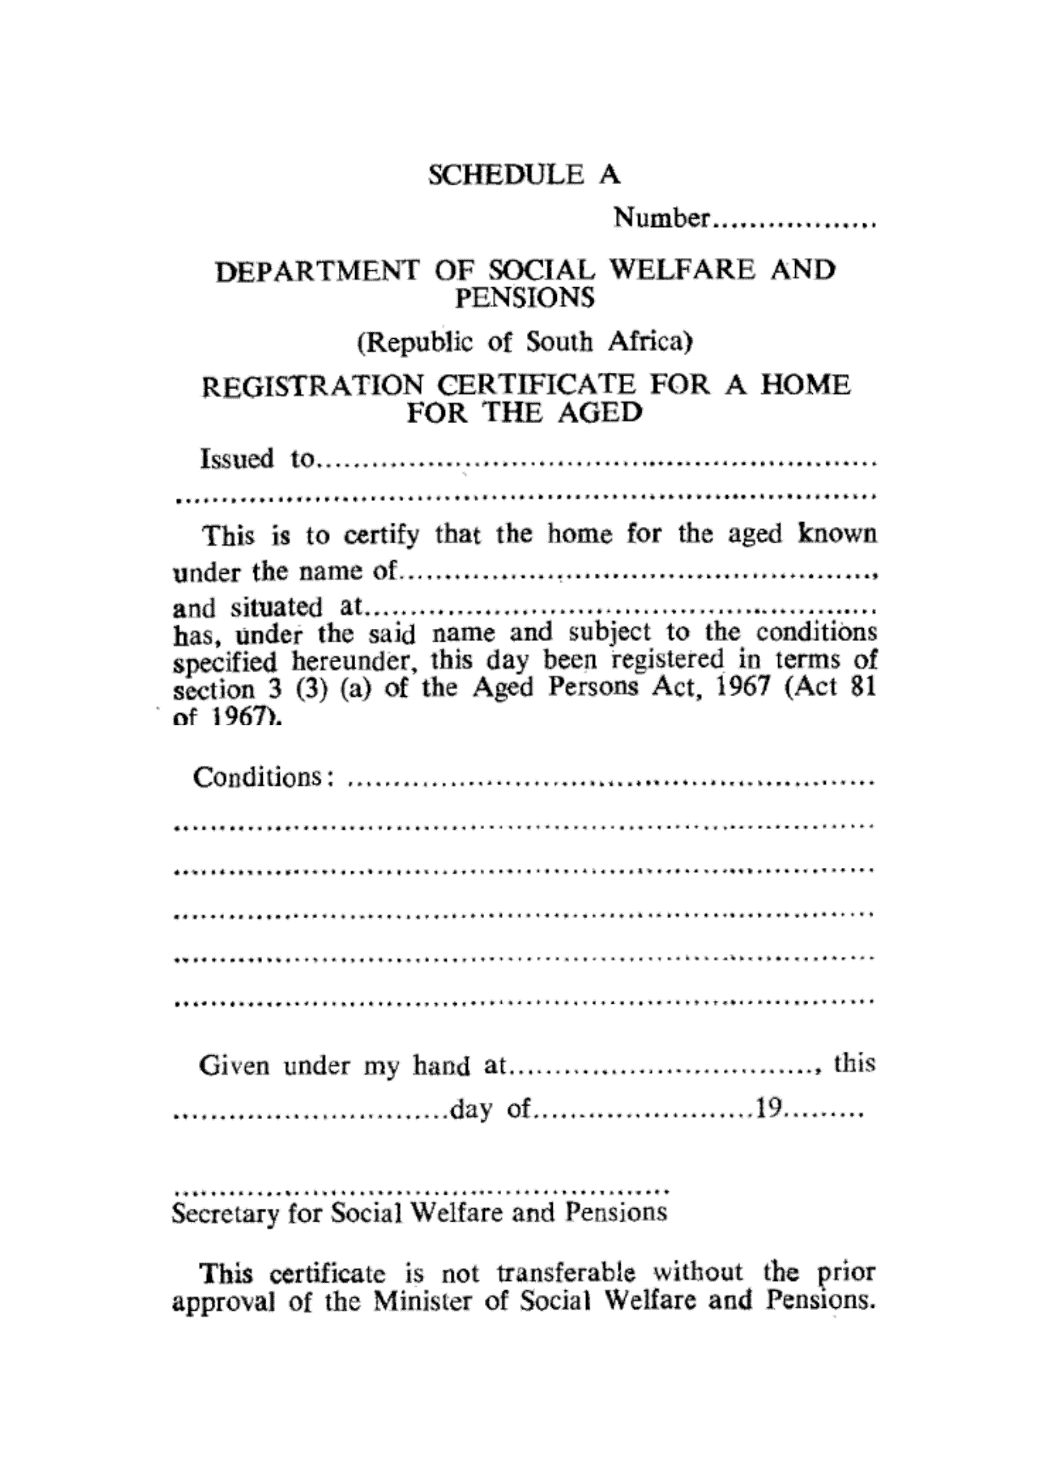 SCHEDULE A
Number..................
DEPARTMENT OF SOCIAL WELFARE AND
PENSIONS
(Republic of South Africa)
REGISTRATION CERTIFICATE FOR A HOME
FOR THE AGED
Issued to.............................................................
............................................................................
This is to certify that the home for the aged known
under the name of....................................................,
and situated at........................................................
has, under the said name and subject to the conditions
specified hereunder, this day been registered in terms of
section 3 (3) (a) of the Aged Persons Act, 1967 (Act 81
of 1967).
Conditions: ..........................................................
............................................................................
............................................................................
............................................................................
............................................................................
............................................................................
Given under my hand at................................., this
..............................day of........................19.........
......................................................
Secretary for Social Welfare and Pensions
This certificate is not transferable without the prior
approval of the Minister of Social Welfare and Pensions.